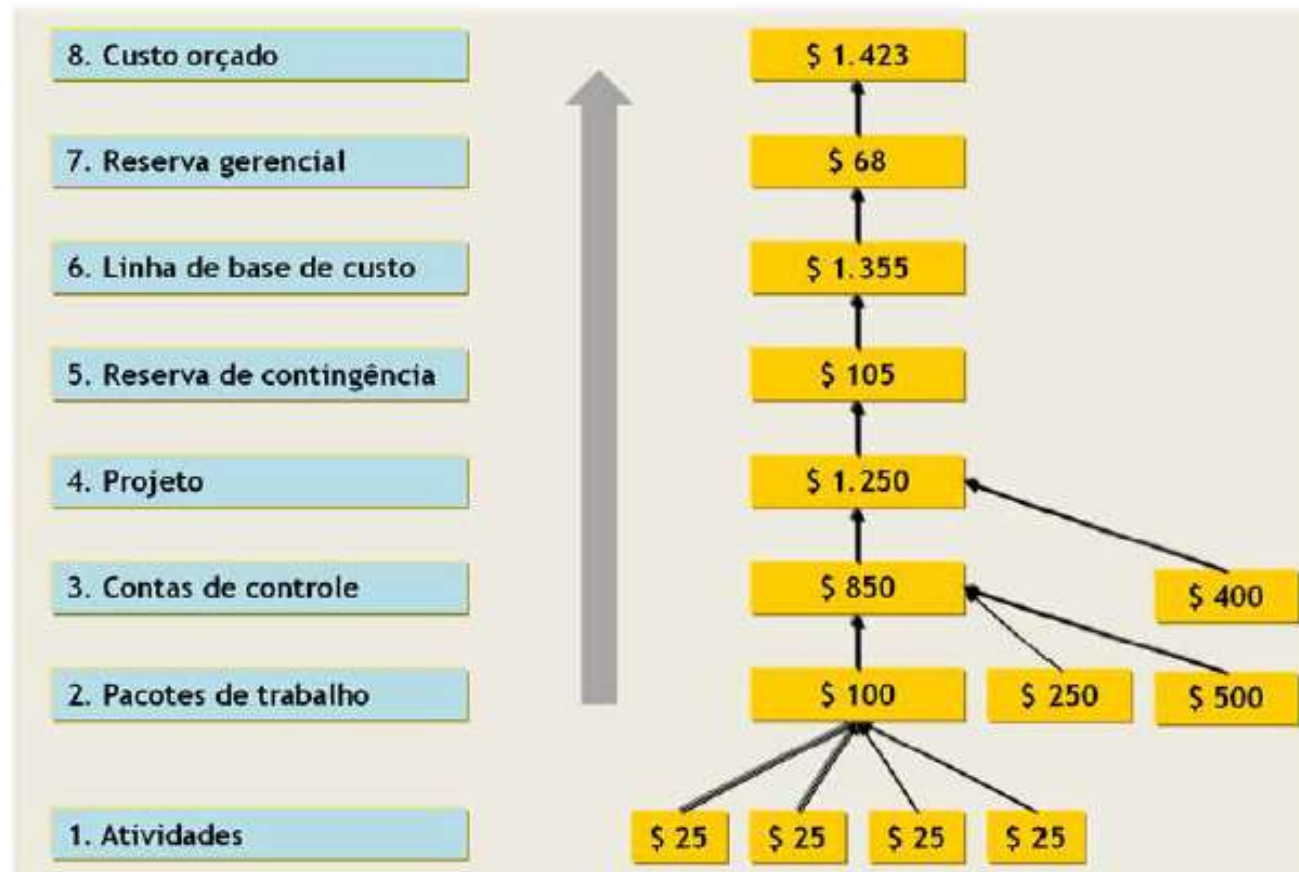 8. Custo orçado
$ 1.423
7. Reserva gerencial
$ 68
6. Linha de base de custo
$ 1.355
5. Reserva de contingência
$ 105
4. Projeto
$ 1.250
3. Contas de controle
$ 850
$ 400
2. Pacotes de trabalho
$ 100
$ 250
$ 500
1. Atividades
$ 25
$ 25
$ 25
$ 25